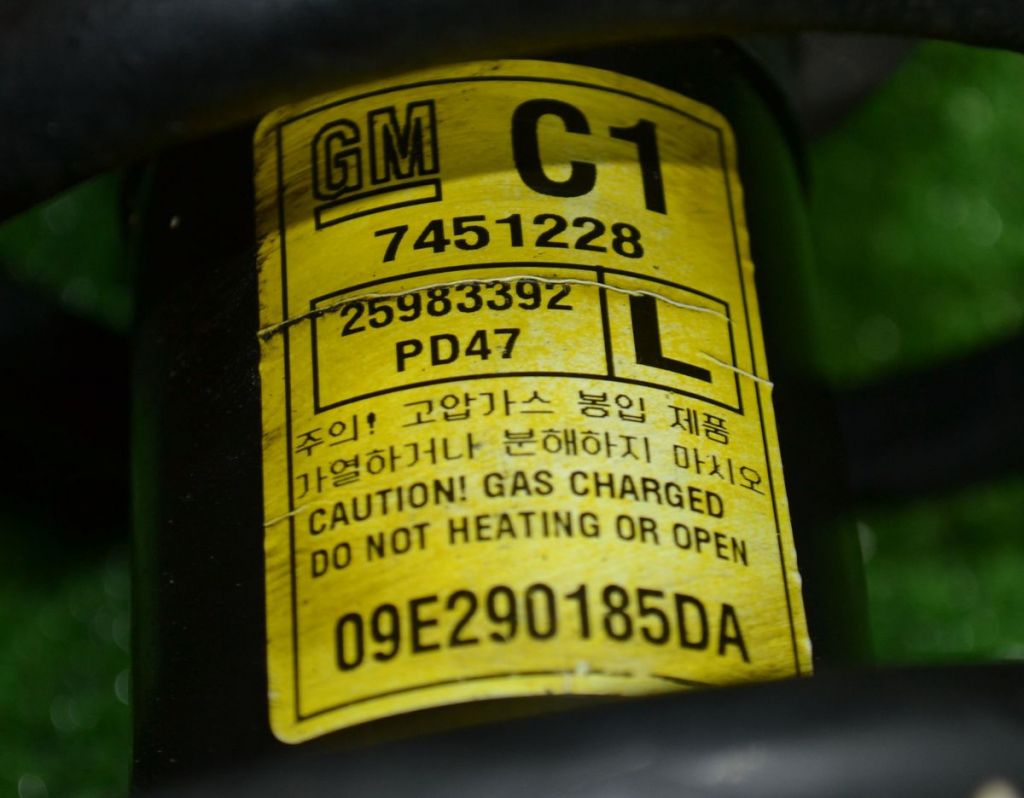 GM C1
7451228
25983392 L
PD47
주의! 고압가스 봉입 제품
가열하거나 분해하지 마시오
CAUTION! GAS CHARGED
DO NOT HEATING OR OPEN
09E290185DA